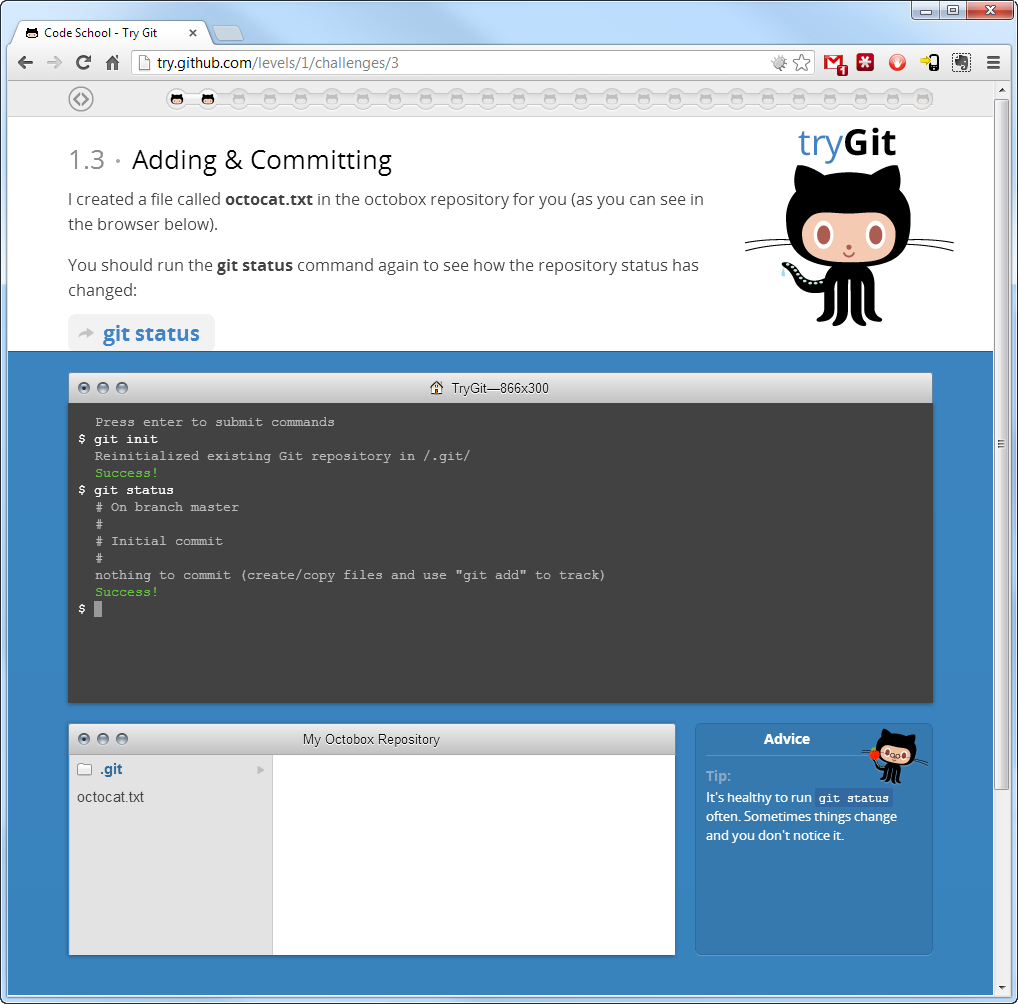 Code School - Try Git
try.github.com/levels/1/challenges/3
1
1.3 · Adding & Committing
tryGit
I created a file called octocat.txt in the octobox repository for you (as you can see in
the browser below).
You should run the git status command again to see how the repository status has
changed:
git status
TryGit—866x300
Press enter to submit commands
$ git init
Reinitialized existing Git repository in /.git/
Success!
$ git status
# On branch master
#
# Initial commit
#
nothing to commit (create/copy files and use "git add" to track)
Success!
$
My Octobox Repository
.git
octocat.txt
Advice
Tip:
It's healthy to run git status
often. Sometimes things change
and you don't notice it.